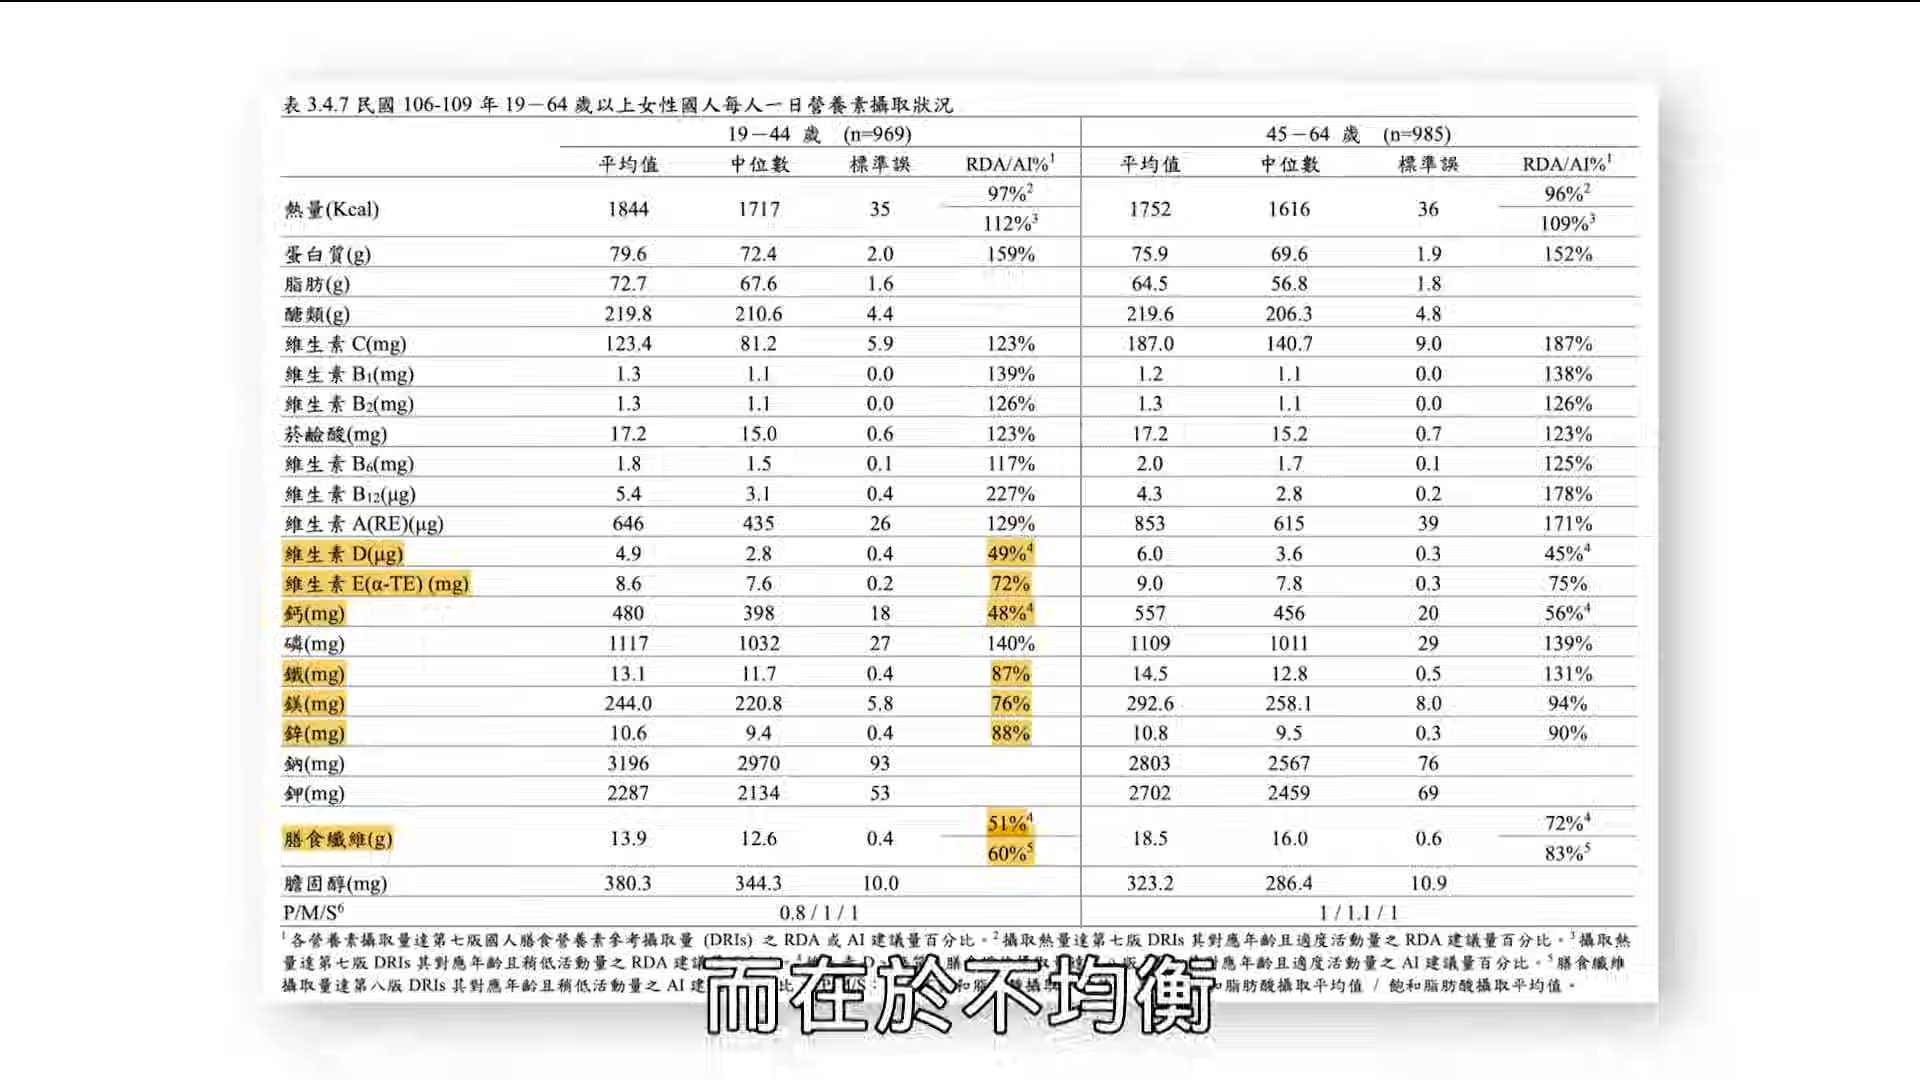 表 3.4.7 民國 106-109 年 19－64 歲以上女性國人每人一日營養素攝取狀況
19－44 歲 (n=969) 45－64 歲 (n=985)
平均值 中位數 標準誤 RDA/AI%¹ 平均值 中位數 標準誤 RDA/AI%¹
熱量(Kcal) 1844 1717 35 97%² 112%³ 1752 1616 36 96%² 109%³
蛋白質(g) 79.6 72.4 2.0 159% 75.9 69.6 1.9 152%
脂肪(g) 72.7 67.6 1.6 64.5 56.8 1.8
醣類(g) 219.8 210.6 4.4 219.6 206.3 4.8
維生素 C(mg) 123.4 81.2 5.9 123% 187.0 140.7 9.0 187%
維生素 B₁(mg) 1.3 1.1 0.0 139% 1.2 1.1 0.0 138%
維生素 B₂(mg) 1.3 1.1 0.0 126% 1.3 1.1 0.0 126%
菸鹼酸(mg) 17.2 15.0 0.6 123% 17.2 15.2 0.7 123%
維生素 B₆(mg) 1.8 1.5 0.1 117% 2.0 1.7 0.1 125%
維生素 B₁₂(μg) 5.4 3.1 0.4 227% 4.3 2.8 0.2 178%
維生素 A(RE)(μg) 646 435 26 129% 853 615 39 171%
維生素 D(μg) 4.9 2.8 0.4 49%⁴ 6.0 3.6 0.3 45%⁴
維生素 E(α-TE) (mg) 8.6 7.6 0.2 72% 9.0 7.8 0.3 75%
鈣(mg) 480 398 18 48%⁴ 557 456 20 56%⁴
磷(mg) 1117 1032 27 140% 1109 1011 29 139%
鐵(mg) 13.1 11.7 0.4 87% 14.5 12.8 0.5 131%
鎂(mg) 244.0 220.8 5.8 76% 292.6 258.1 8.0 94%
鋅(mg) 10.6 9.4 0.4 88% 10.8 9.5 0.3 90%
鈉(mg) 3196 2970 93 2803 2567 76
鉀(mg) 2287 2134 53 2702 2459 69
膳食纖維(g) 13.9 12.6 0.4 51%⁴ 60%⁵ 18.5 16.0 0.6 72%⁴ 83%⁵
膽固醇(mg) 380.3 344.3 10.0 323.2 286.4 10.9
P/M/S⁶ 0.8 / 1 / 1 1 / 1.1 / 1
¹各營養素攝取量達第七版國人膳食營養素參考攝取量 (DRIs) 之 RDA 或 AI 建議量百分比。²攝取熱量達第七版 DRIs 其對應年齡且適度活動量之 RDA 建議量百分比。³攝取熱
量達第七版 DRIs 其對應年齡且稍低活動量之 RDA 建議 其對應年齡且適度活動量之 AI 建議量百分比。⁵膳食纖維
攝取量達第八版 DRIs 其對應年齡且稍低活動量之 AI 建 脂肪酸攝取平均值 / 飽和脂肪酸攝取平均值。
而在於不均衡